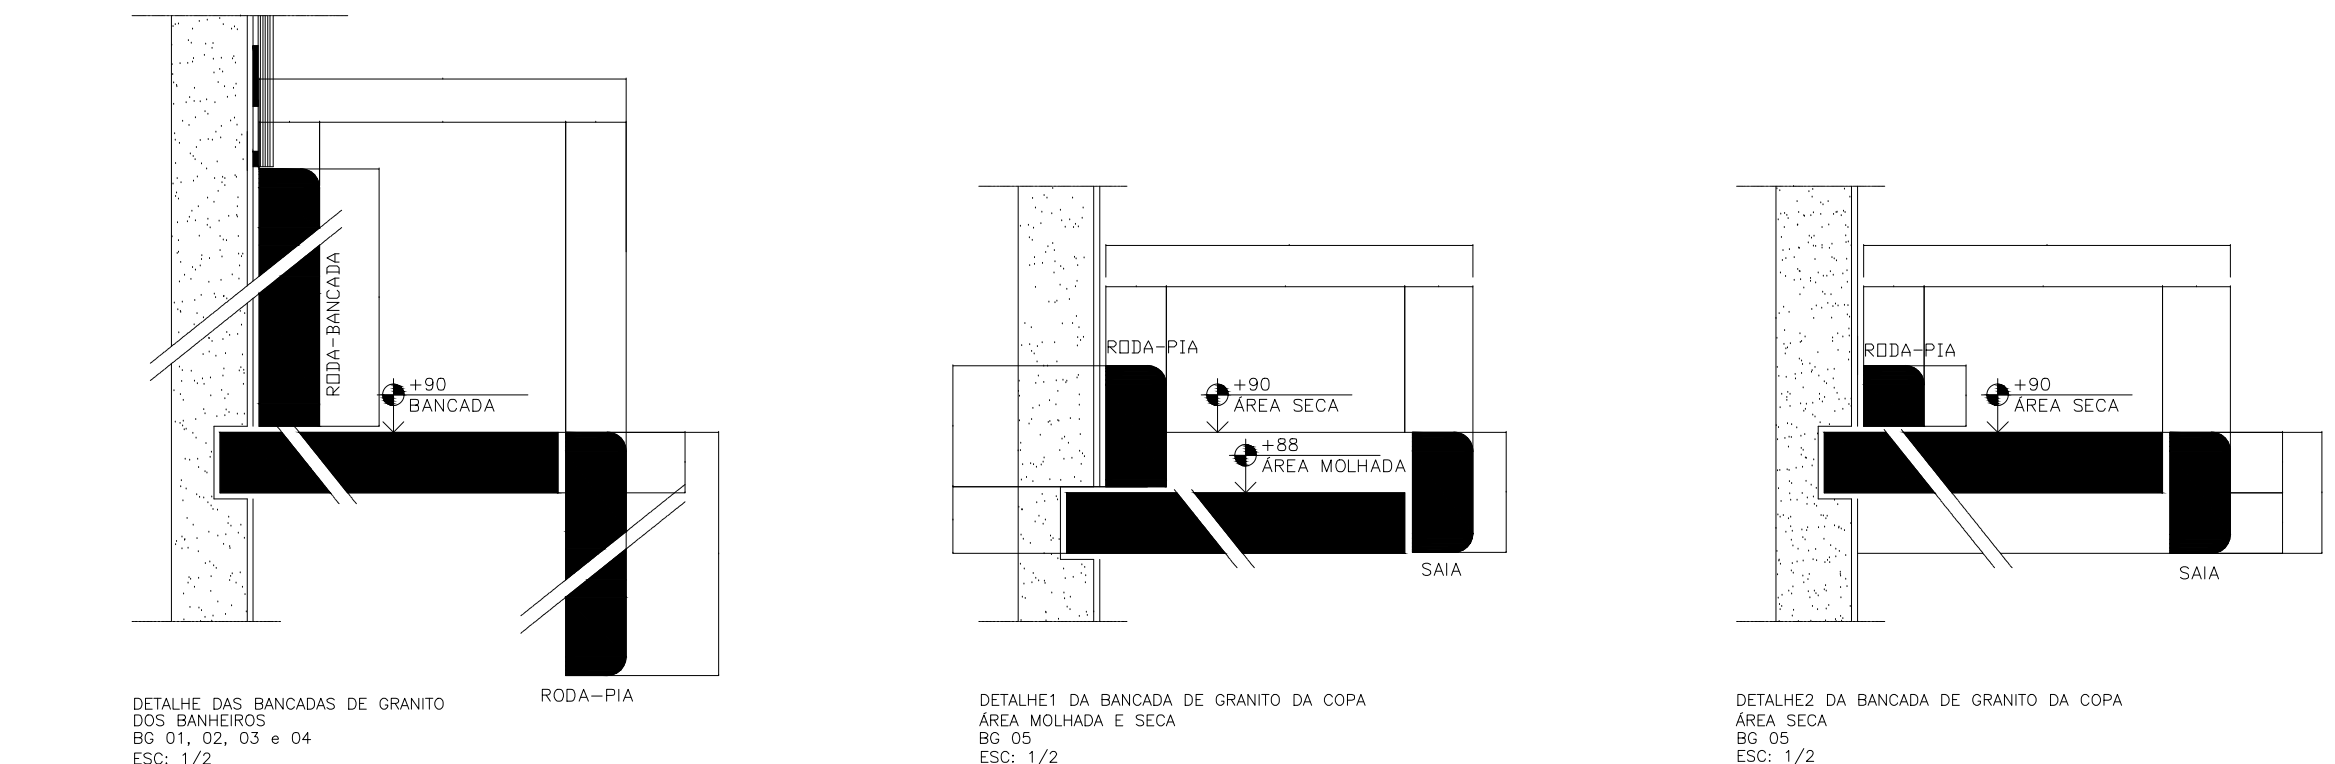 RODA-BANCADA
+90
BANCADA
RODA-PIA
DETALHE DAS BANCADAS DE GRANITO
DOS BANHEIROS
BG 01, 02, 03 e 04
ESC: 1/2
RODA-PIA
+90
ÁREA SECA
+88
ÁREA MOLHADA
SAIA
DETALHE1 DA BANCADA DE GRANITO DA COPA
ÁREA MOLHADA E SECA
BG 05
ESC: 1/2
RODA-PIA
+90
ÁREA SECA
SAIA
DETALHE2 DA BANCADA DE GRANITO DA COPA
ÁREA SECA
BG 05
ESC: 1/2